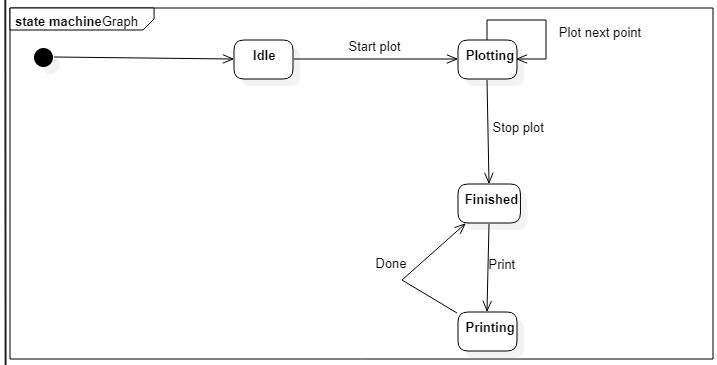 state machineGraph
Idle
Start plot
Plotting
Plot next point
Stop plot
Finished
Done
Print
Printing